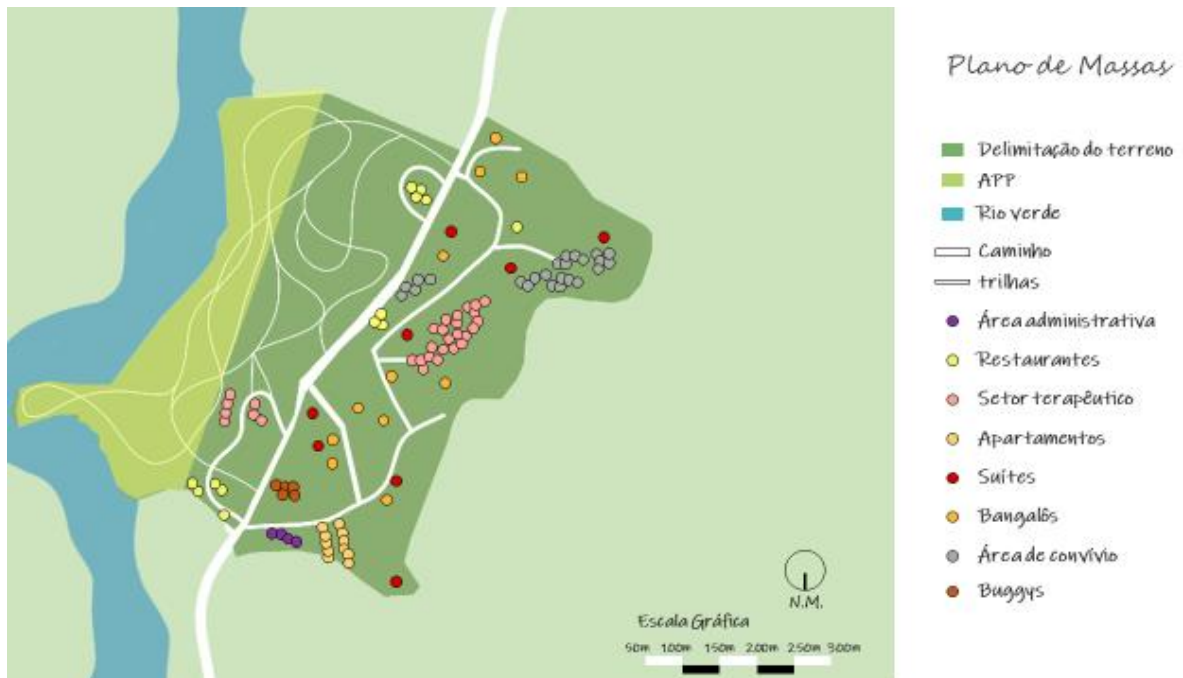 Plano de Massas
Delimitação do terreno
APP
Rio verde
Caminho
trilhas
Área administrativa
Restaurantes
Setor terapêutico
Apartamentos
Suítes
Bangalôs
Área de convívio
Buggys
N.M.
Escala Gráfica
50m 100m 150m 200m 250m 300m